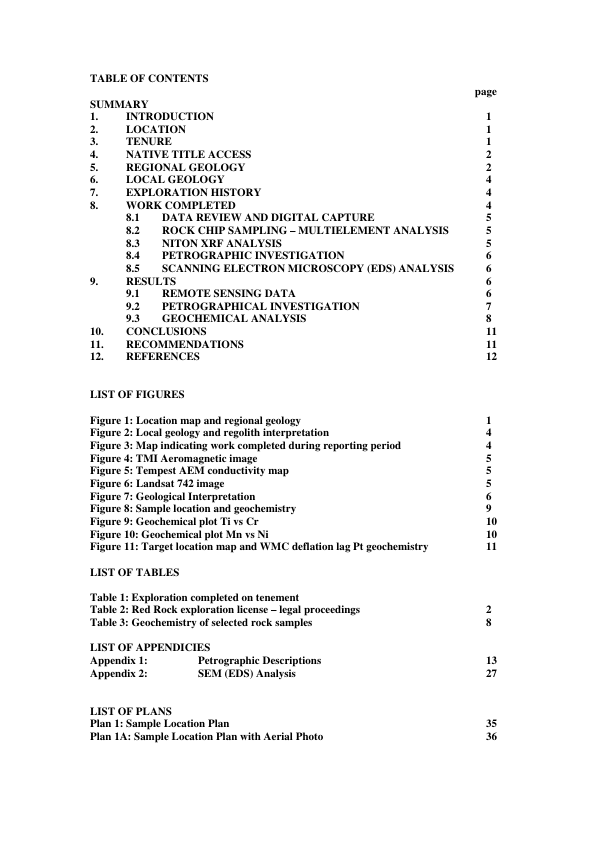 TABLE OF CONTENTS
page
SUMMARY
1. INTRODUCTION 1
2. LOCATION 1
3. TENURE 1
4. NATIVE TITLE ACCESS 2
5. REGIONAL GEOLOGY 2
6. LOCAL GEOLOGY 4
7. EXPLORATION HISTORY 4
8. WORK COMPLETED 4
8.1 DATA REVIEW AND DIGITAL CAPTURE 5
8.2 ROCK CHIP SAMPLING – MULTIELEMENT ANALYSIS 5
8.3 NITON XRF ANALYSIS 5
8.4 PETROGRAPHIC INVESTIGATION 6
8.5 SCANNING ELECTRON MICROSCOPY (EDS) ANALYSIS 6
9. RESULTS 6
9.1 REMOTE SENSING DATA 6
9.2 PETROGRAPHICAL INVESTIGATION 7
9.3 GEOCHEMICAL ANALYSIS 8
10. CONCLUSIONS 11
11. RECOMMENDATIONS 11
12. REFERENCES 12
LIST OF FIGURES
Figure 1: Location map and regional geology 1
Figure 2: Local geology and regolith interpretation 4
Figure 3: Map indicating work completed during reporting period 4
Figure 4: TMI Aeromagnetic image 5
Figure 5: Tempest AEM conductivity map 5
Figure 6: Landsat 742 image 5
Figure 7: Geological Interpretation 6
Figure 8: Sample location and geochemistry 9
Figure 9: Geochemical plot Ti vs Cr 10
Figure 10: Geochemical plot Mn vs Ni 10
Figure 11: Target location map and WMC deflation lag Pt geochemistry 11
LIST OF TABLES
Table 1: Exploration completed on tenement
Table 2: Red Rock exploration license – legal proceedings 2
Table 3: Geochemistry of selected rock samples 8
LIST OF APPENDICIES
Appendix 1: Petrographic Descriptions 13
Appendix 2: SEM (EDS) Analysis 27
LIST OF PLANS
Plan 1: Sample Location Plan 35
Plan 1A: Sample Location Plan with Aerial Photo 36